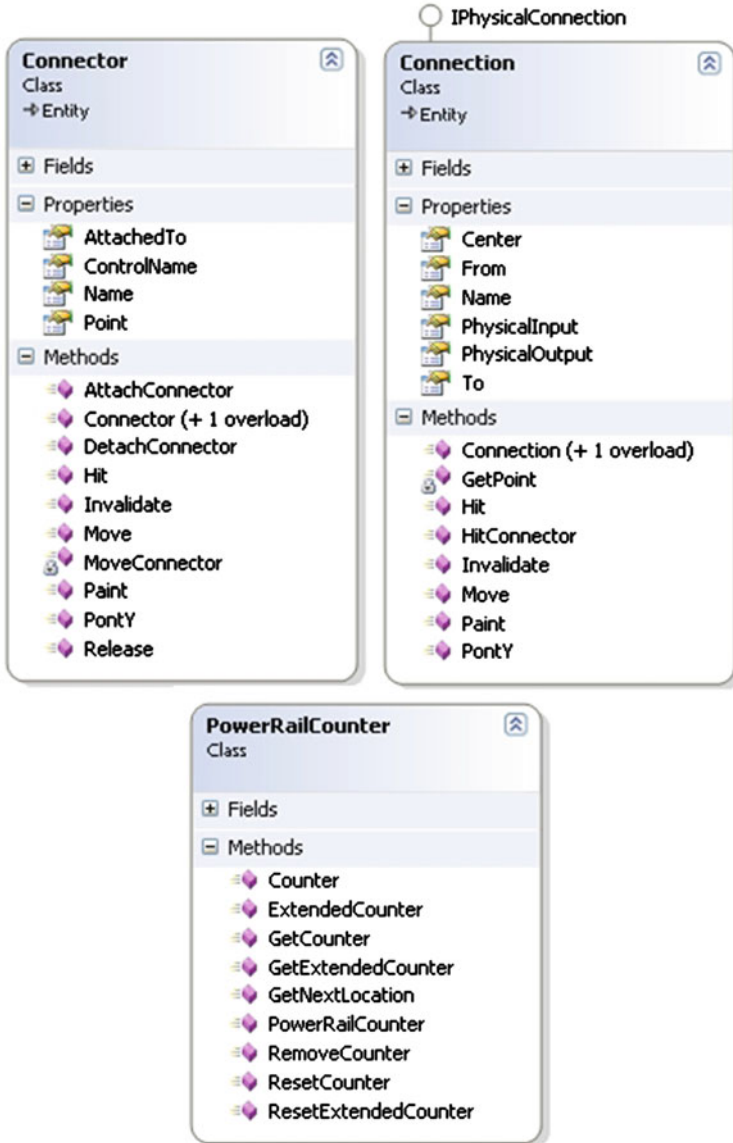 IPhysicalConnection
Connector
Class
Entity
Fields
Properties
AttachedTo
ControlName
Name
Point
Methods
AttachConnector
Connector (+ 1 overload)
DetachConnector
Hit
Invalidate
Move
MoveConnector
Paint
PontY
Release
Connection
Class
Entity
Fields
Properties
Center
From
Name
PhysicalInput
PhysicalOutput
To
Methods
Connection (+ 1 overload)
GetPoint
Hit
HitConnector
Invalidate
Move
Paint
PontY
PowerRailCounter
Class
Fields
Methods
Counter
ExtendedCounter
GetCounter
GetExtendedCounter
GetNextLocation
PowerRailCounter
RemoveCounter
ResetCounter
ResetExtendedCounter